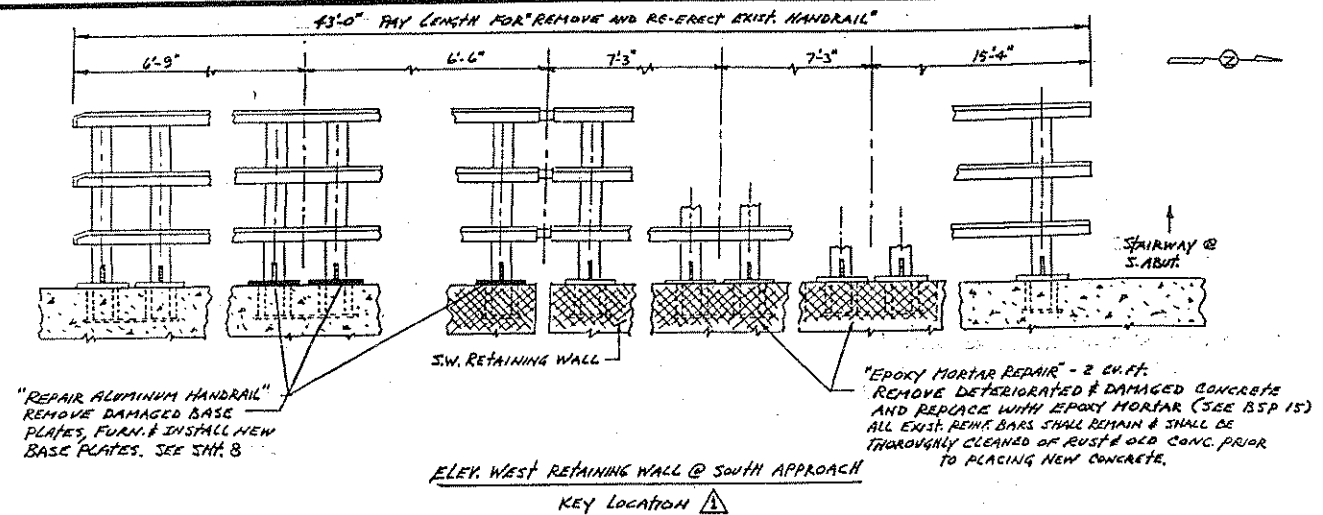 43'-0" PAY LENGTH FOR "REMOVE AND RE-ERECT EXIST. HANDRAIL"
6'-9" 6'-6" 7'-3" 7'-3" 15'-4"
Z
STAIRWAY @
S. ABUT.
S.W. RETAINING WALL
"REPAIR ALUMINUM HANDRAIL"
REMOVE DAMAGED BASE
PLATES, FURN. & INSTALL NEW
BASE PLATES. SEE SHT. 8
"EPOXY MORTAR REPAIR" - 2 CU. FT.
REMOVE DETERIORATED & DAMAGED CONCRETE
AND REPLACE WITH EPOXY MORTAR (SEE BSP 15)
ALL EXIST. REINF. BARS SHALL REMAIN & SHALL BE
THOROUGHLY CLEANED OF RUST & OLD CONC. PRIOR
TO PLACING NEW CONCRETE.
ELEV. WEST RETAINING WALL @ SOUTH APPROACH
KEY LOCATION 1